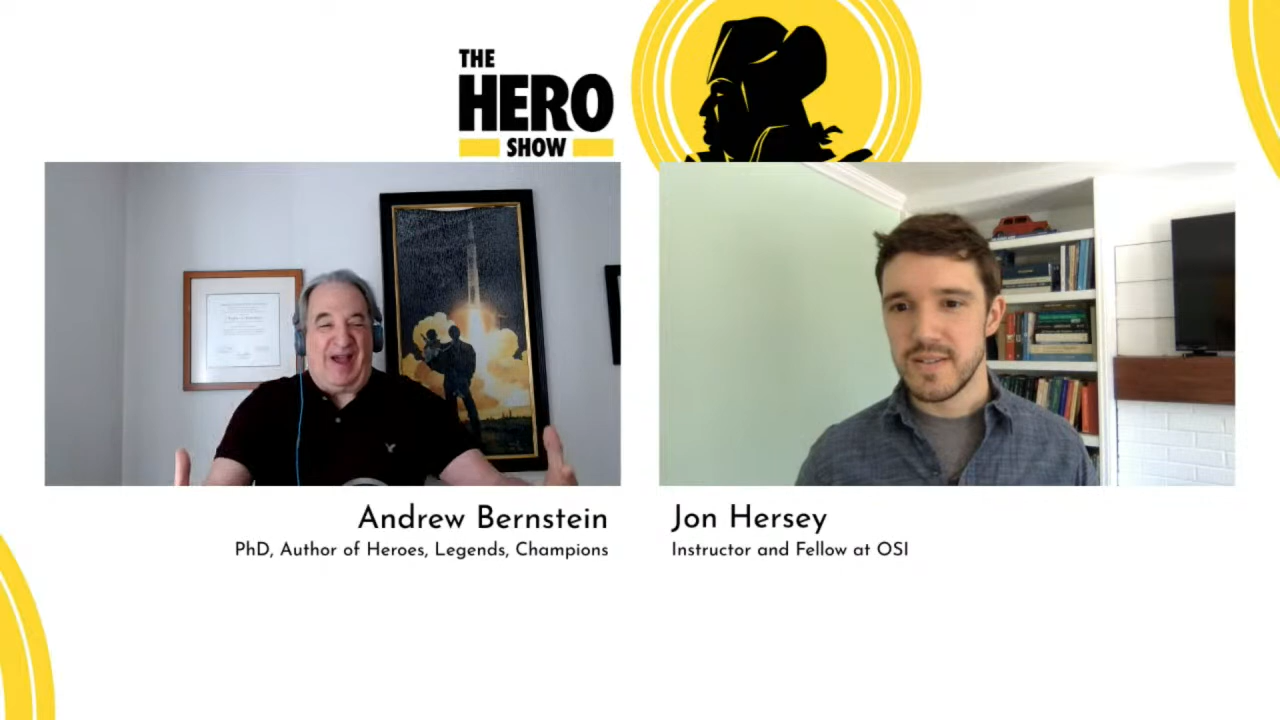 THE
HERO
SHOW
Andrew Bernstein
PhD, Author of Heroes, Legends, Champions
Jon Hersey
Instructor and Fellow at OSI